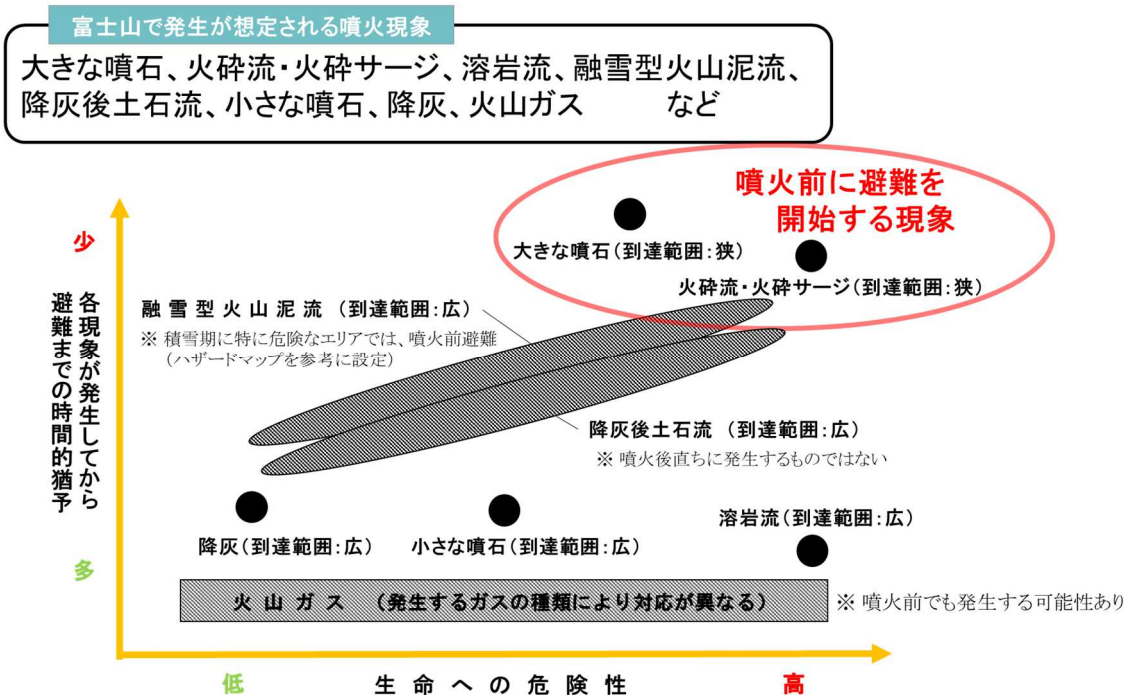 富士山で発生が想定される噴火現象
大きな噴石、火砕流・火砕サージ、溶岩流、融雪型火山泥流、
降灰後土石流、小さな噴石、降灰、火山ガス　　　など
噴火前に避難を
開始する現象
少
大きな噴石(到達範囲:狭)
火砕流・火砕サージ(到達範囲:狭)
各現象が発生してから
避難までの時間的猶予
融雪型火山泥流 (到達範囲:広)
※ 積雪期に特に危険なエリアでは、噴火前避難
(ハザードマップを参考に設定)
降灰後土石流 (到達範囲:広)
※ 噴火後直ちに発生するものではない
溶岩流(到達範囲:広)
降灰(到達範囲:広)
小さな噴石(到達範囲:広)
多
火山ガス (発生するガスの種類により対応が異なる)
※ 噴火前でも発生する可能性あり
低
生命への危険性
高